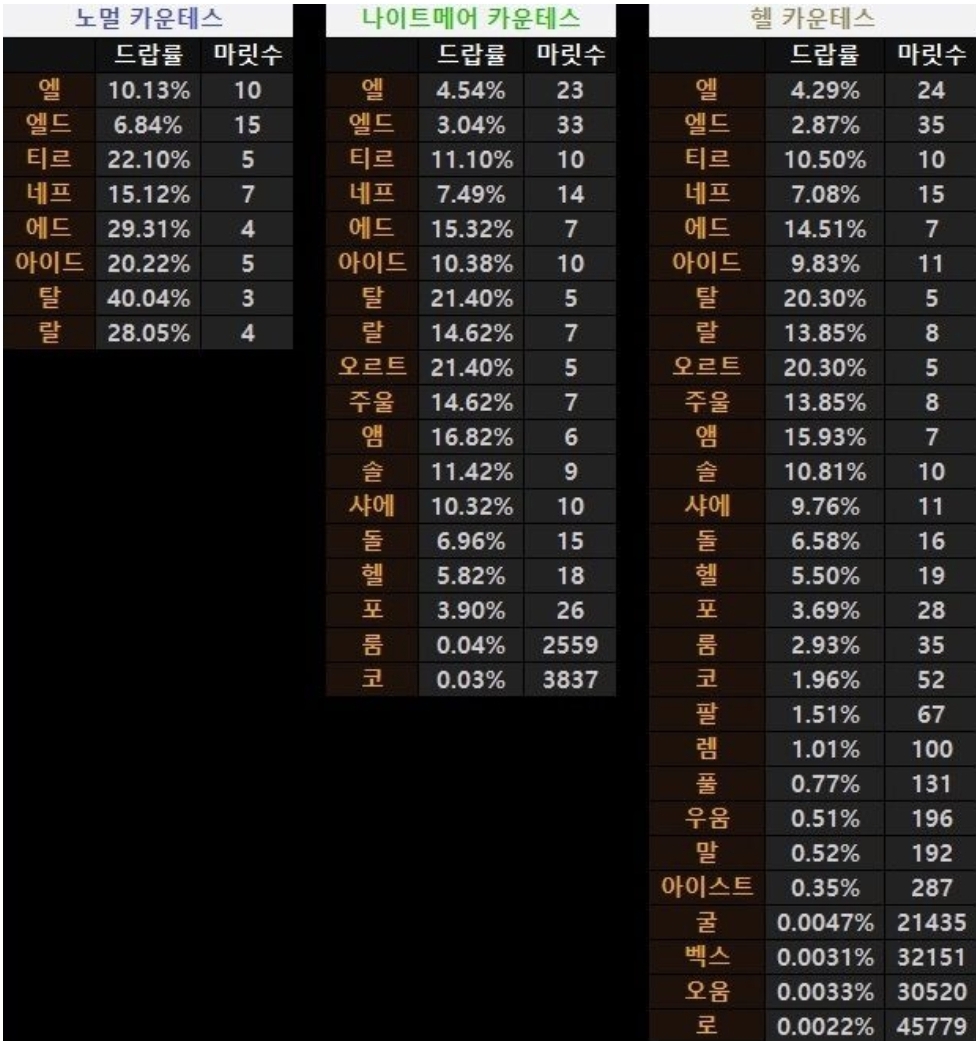 노멀 카운테스 나이트메어 카운테스 헬 카운테스
드랍률 마릿수 드랍률 마릿수 드랍률 마릿수
엘 10.13% 10 엘 4.54% 23 엘 4.29% 24
엘드 6.84% 15 엘드 3.04% 33 엘드 2.87% 35
티르 22.10% 5 티르 11.10% 10 티르 10.50% 10
네프 15.12% 7 네프 7.49% 14 네프 7.08% 15
에드 29.31% 4 에드 15.32% 7 에드 14.51% 7
아이드 20.22% 5 아이드 10.38% 10 아이드 9.83% 11
탈 40.04% 3 탈 21.40% 5 탈 20.30% 5
랄 28.05% 4 랄 14.62% 7 랄 13.85% 8
오르트 21.40% 5 오르트 20.30% 5
주울 14.62% 7 주울 13.85% 8
앰 16.82% 6 앰 15.93% 7
솔 11.42% 9 솔 10.81% 10
샤에 10.32% 10 샤에 9.76% 11
돌 6.96% 15 돌 6.58% 16
헬 5.82% 18 헬 5.50% 19
포 3.90% 26 포 3.69% 28
룸 0.04% 2559 룸 2.93% 35
코 0.03% 3837 코 1.96% 52
팔 1.51% 67
렘 1.01% 100
풀 0.77% 131
우움 0.51% 196
말 0.52% 192
아이스트 0.35% 287
굴 0.0047% 21435
벡스 0.0031% 32151
오움 0.0033% 30520
로 0.0022% 45779